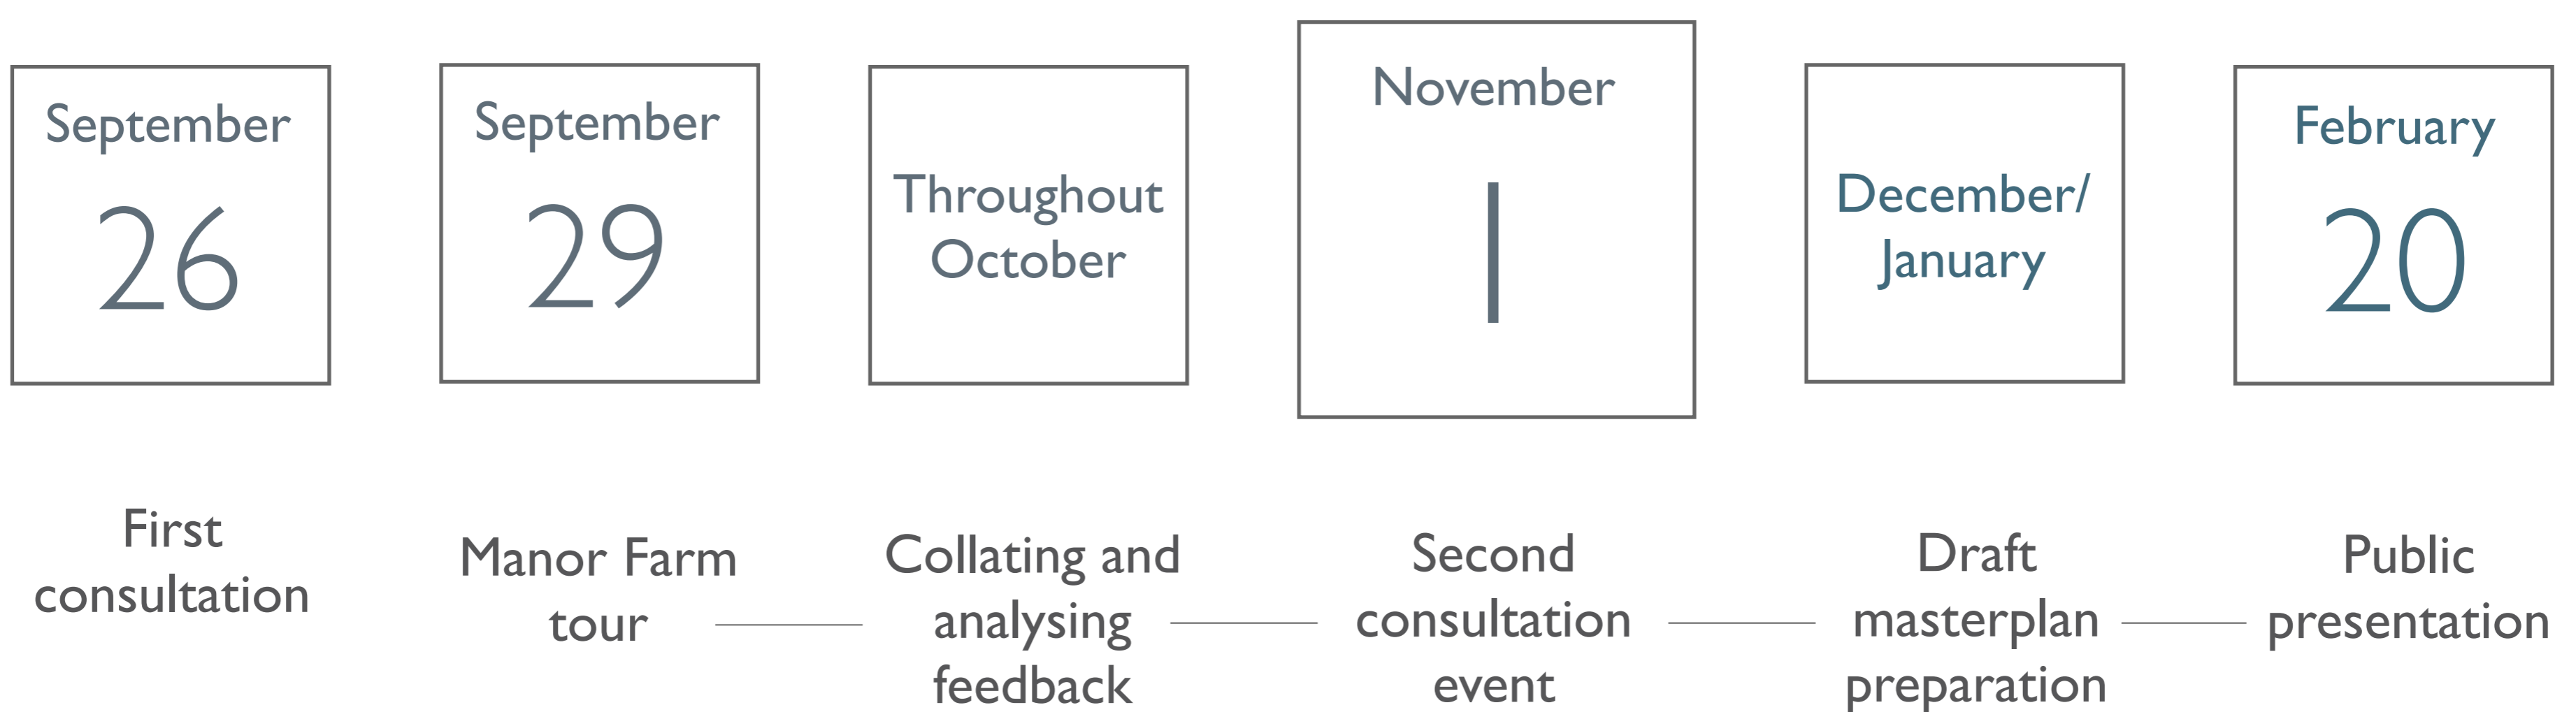 September
26
September
29
Throughout
October
November
1
December/
January
February
20
First
consultation
Manor Farm
tour
Collating and
analysing
feedback
Second
consultation
event
Draft
masterplan
preparation
Public
presentation